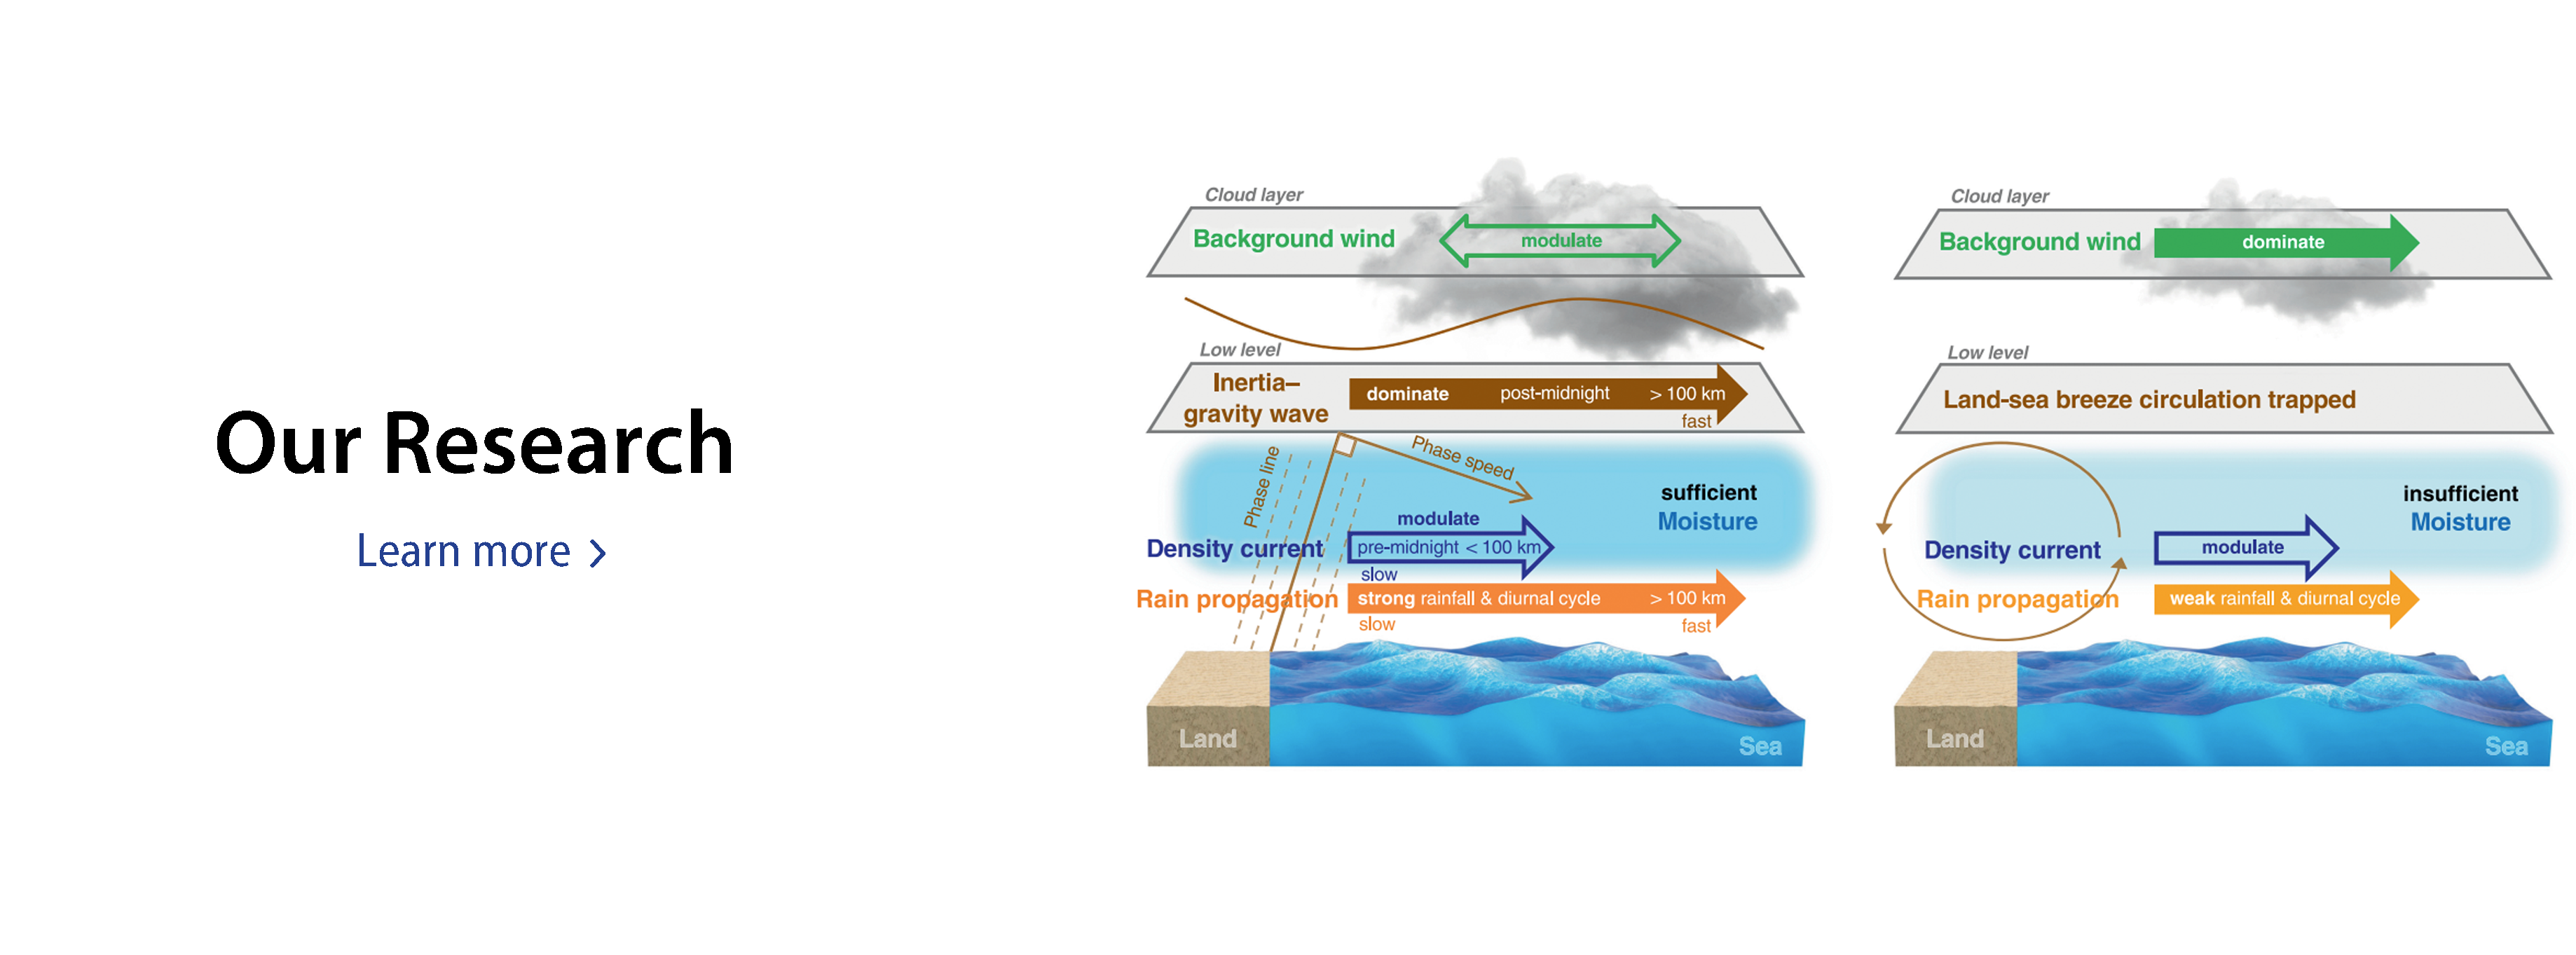 Our Research
Learn more >
Cloud layer
Background wind
modulate
Low level
Inertia–
gravity wave
dominate post-midnight > 100 km
fast
Phase line
Phase speed
sufficient
Moisture
modulate
Density current
pre-midnight < 100 km
slow
Rain propagation
strong rainfall & diurnal cycle > 100 km
slow
fast
Land
Sea
Cloud layer
Background wind
dominate
Low level
Land-sea breeze circulation trapped
insufficient
Moisture
Density current
modulate
Rain propagation
weak rainfall & diurnal cycle
Land
Sea